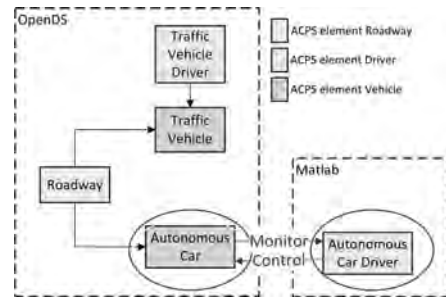 OpenDS
Traffic
Vehicle
Driver
ACPS element Roadway
ACPS element Driver
ACPS element Vehicle
Traffic
Vehicle
Roadway
Matlab
Autonomous
Car
Monitor
Control
Autonomous
Car Driver